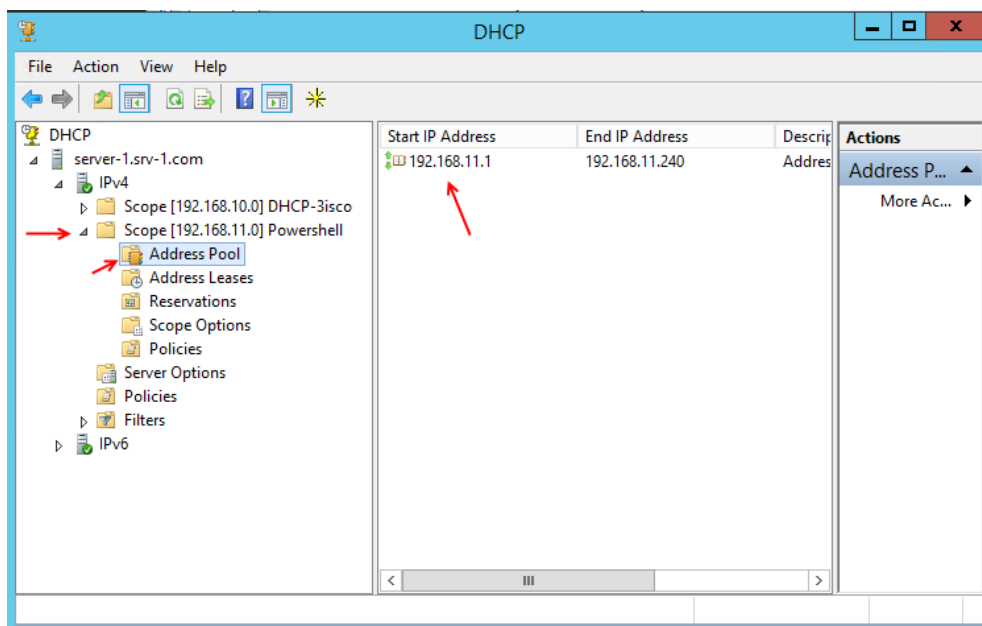 DHCP
File Action View Help
DHCP
server-1.srv-1.com
IPv4
Scope [192.168.10.0] DHCP-3isco
Scope [192.168.11.0] Powershell
Address Pool
Address Leases
Reservations
Scope Options
Policies
Server Options
Policies
Filters
IPv6
Start IP Address End IP Address Descrip
192.168.11.1 192.168.11.240 Addres
Actions
Address P...
More Ac...